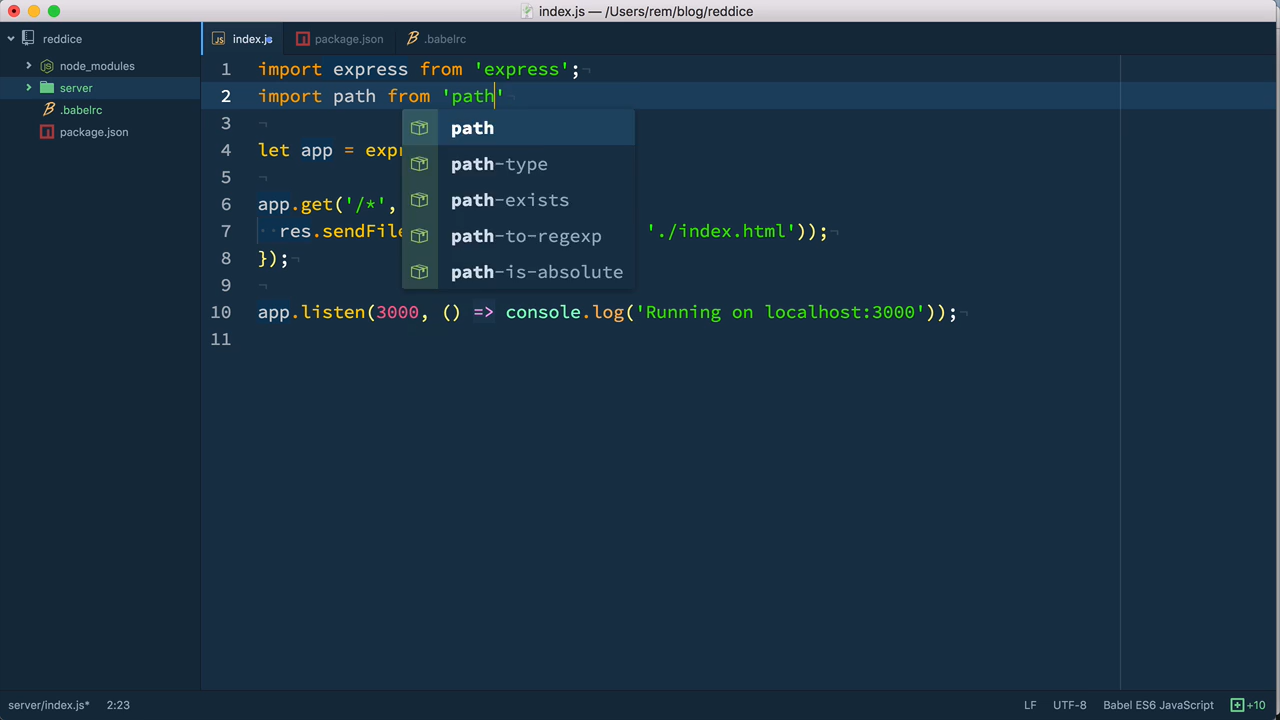 index.js — /Users/rem/blog/reddice
reddice
node_modules
server
.babelrc
package.json
index.js
package.json
.babelrc
1 import express from 'express';
2 import path from 'path'
3
4 let app = expr
5
6 app.get('/*',
7 res.sendFile './index.html'));
8 });
9
10 app.listen(3000, () => console.log('Running on localhost:3000'));
11
path
path-type
path-exists
path-to-regexp
path-is-absolute
server/index.js* 2:23 LF UTF-8 Babel ES6 JavaScript +10